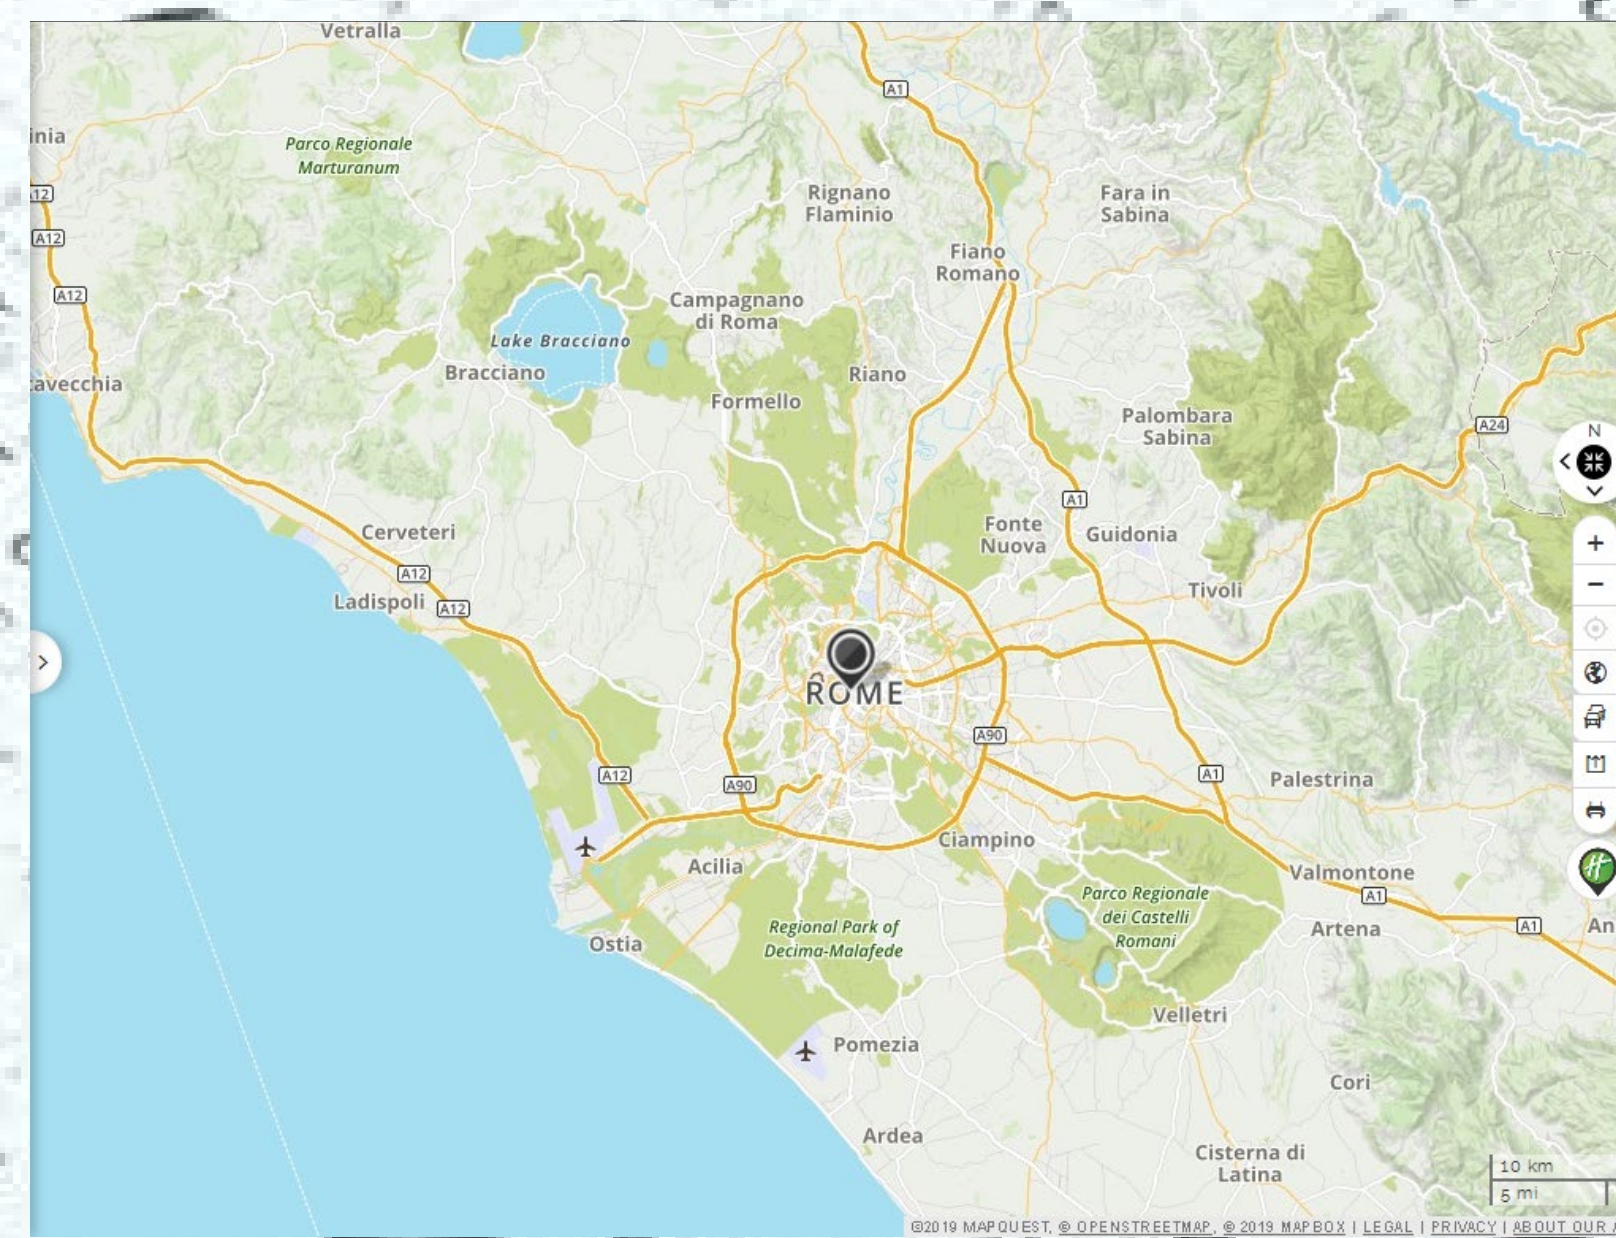 Vetralla
A1
inia
Parco Regionale
Marturanum
A12
Rignano
Flaminio
Fara in
Sabina
A12
Fiano
Romano
A12
Campagnano
di Roma
Lake Bracciano
Bracciano
Riano
avecchia
Formello
Palombara
Sabina
A24
N
A1
Fonte
Nuova
Guidonia
Cerveteri
A12
Tivoli
Ladispoli
A12
ROME
A90
A12
A1
Palestrina
A90
Ciampino
Acilia
Valmontone
A1
Parco Regionale
dei Castelli
Romani
Regional Park of
Decima-Malafede
Artena
A1
An
Ostia
Velletri
Pomezia
Cori
Ardea
Cisterna di
Latina
10 km
5 mi
©2019 MAPQUEST, © OPENSTREETMAP, © 2019 MAPBOX | LEGAL | PRIVACY | ABOUT OUR